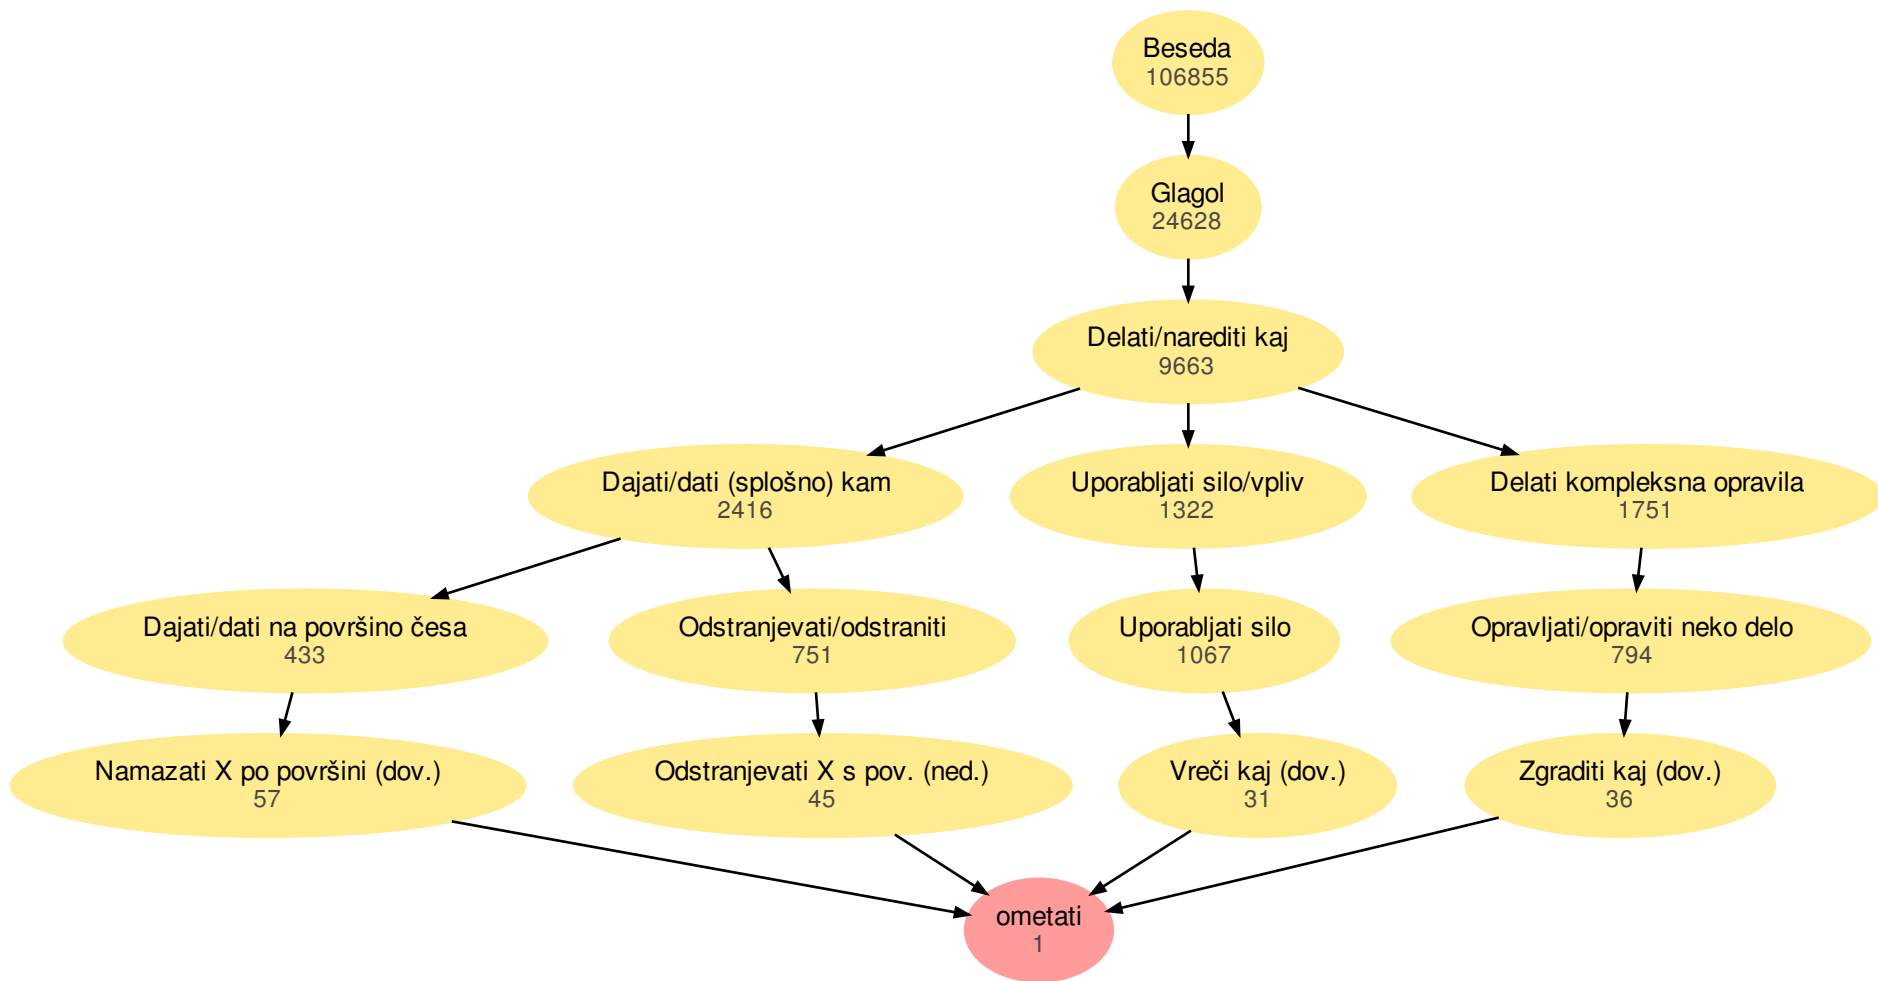 Beseda
106855
Glagol
24628
Delati/narediti kaj
9663
Dajati/dati (splošno) kam
2416
Uporabljati silo/vpliv
1322
Delati kompleksna opravila
1751
Dajati/dati na površino česa
433
Odstranjevati/odstraniti
751
Uporabljati silo
1067
Opravljati/opraviti neko delo
794
Namazati X po površini (dov.)
57
Odstranjevati X s pov. (ned.)
45
Vreči kaj (dov.)
31
Zgraditi kaj (dov.)
36
ometati
1